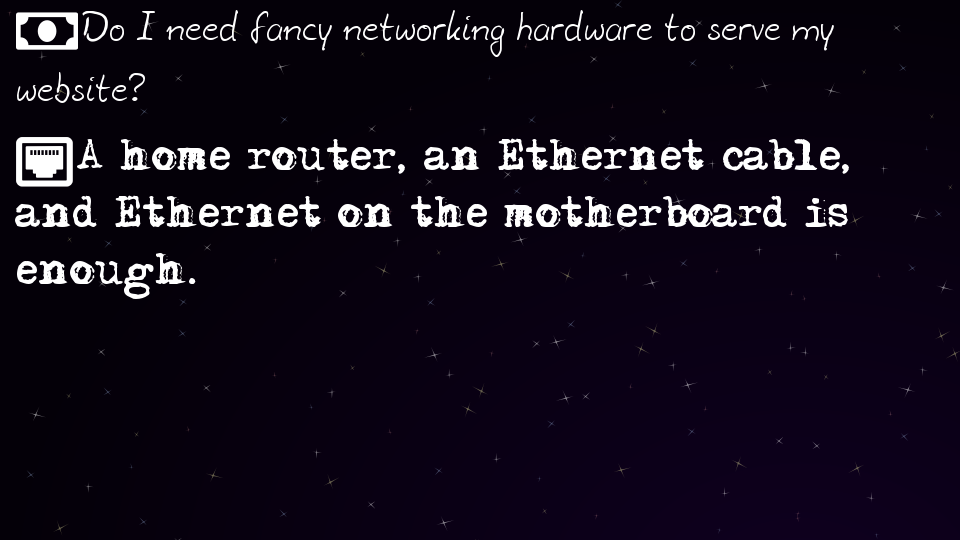 Do I need fancy networking hardware to serve my
website?
A home router, an Ethernet cable,
and Ethernet on the motherboard is
enough.